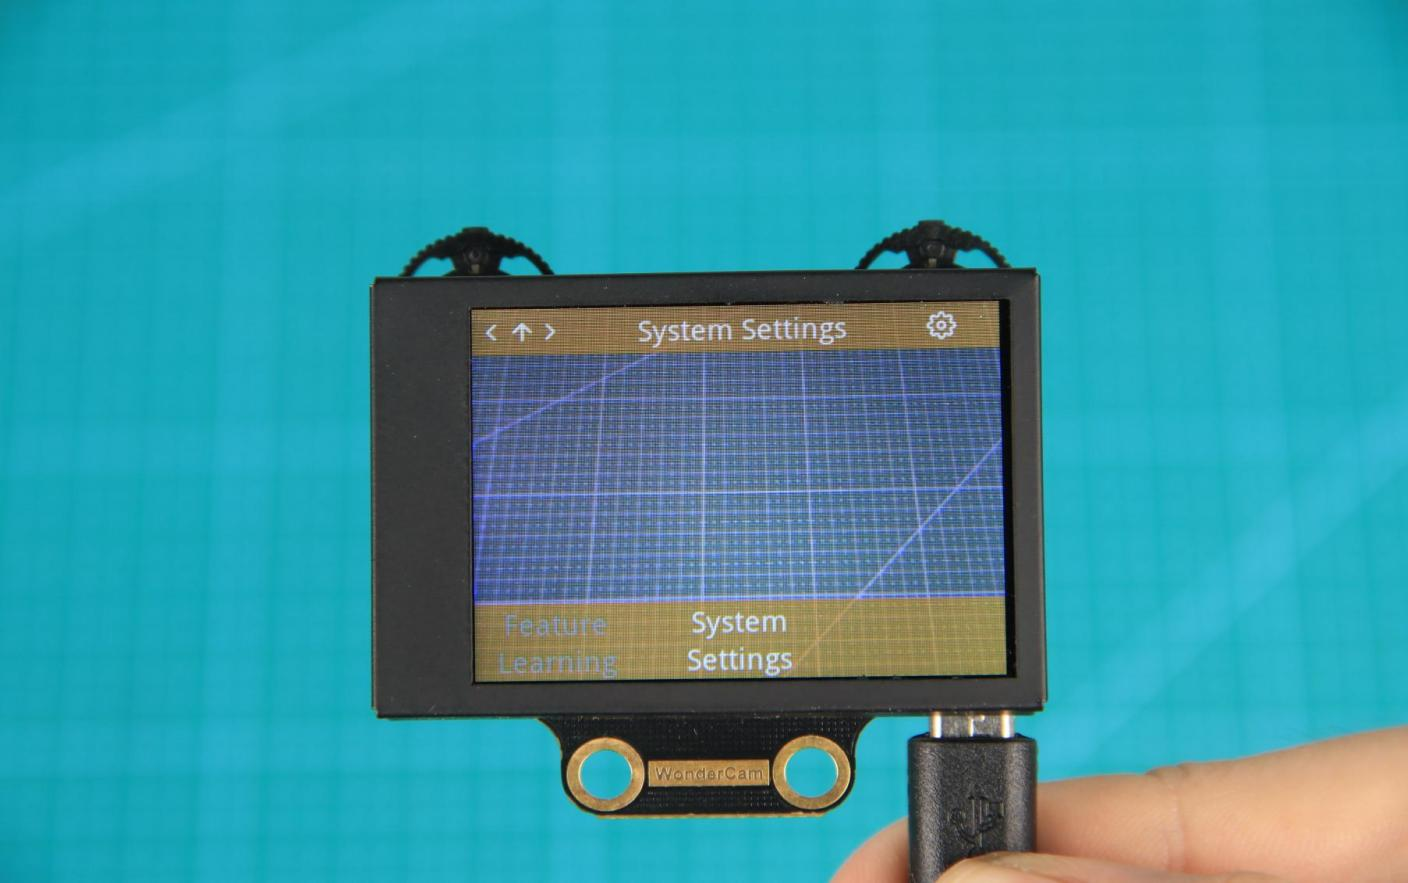 < ↑ > System Settings
Feature
Learning
System
Settings
WonderCam